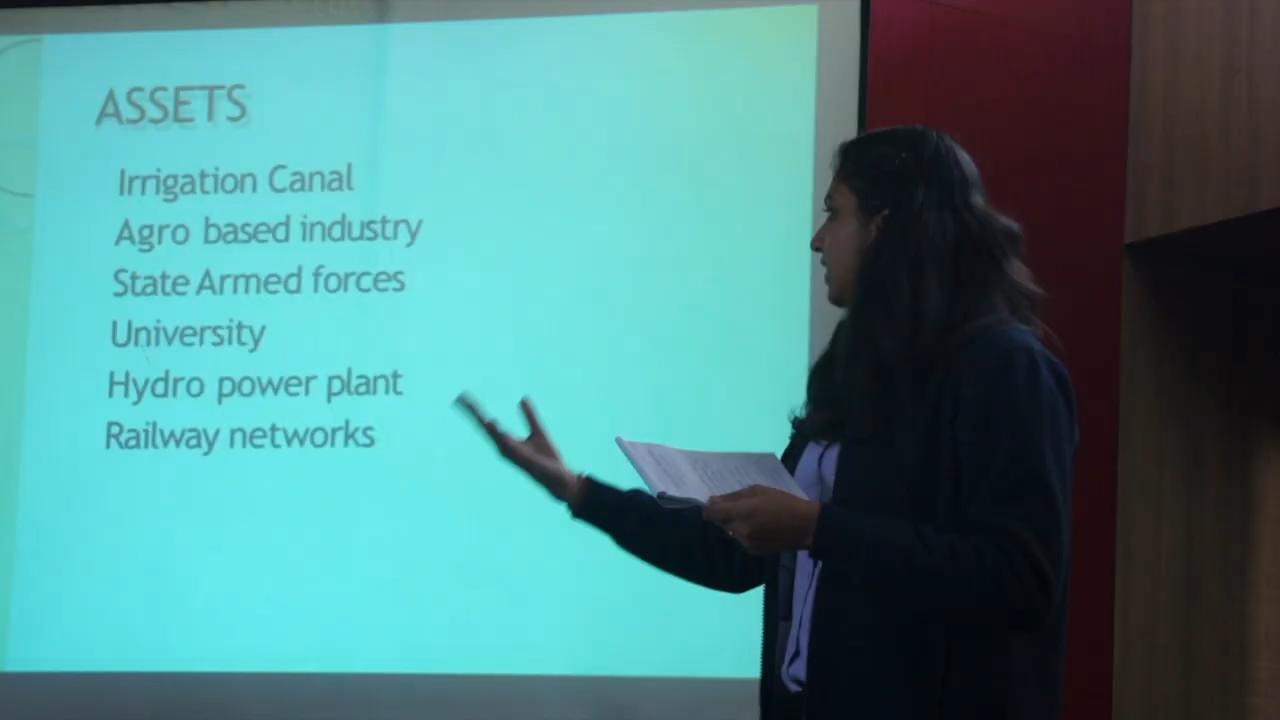 ASSETS
Irrigation Canal
Agro based industry
State Armed forces
University
Hydro power plant
Railway networks